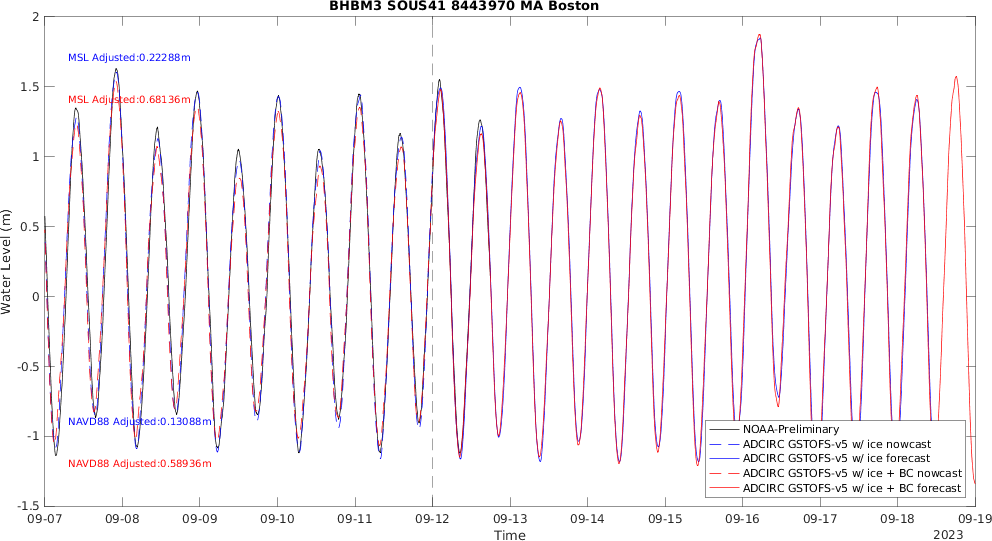 BHBM3 SOUS41 8443970 MA Boston
2
1.5
1
0.5
0
-0.5
-1
-1.5
Water Level (m)
MSL Adjusted:0.22288m
MSL Adjusted:0.68136m
NAVD88 Adjusted:0.13088m
NAVD88 Adjusted:0.58936m
NOAA-Preliminary
ADCIRC GSTOFS-v5 w/ ice nowcast
ADCIRC GSTOFS-v5 w/ ice forecast
ADCIRC GSTOFS-v5 w/ ice + BC nowcast
ADCIRC GSTOFS-v5 w/ ice + BC forecast
09-07 09-08 09-09 09-10 09-11 09-12 09-13 09-14 09-15 09-16 09-17 09-18 09-19
Time
2023